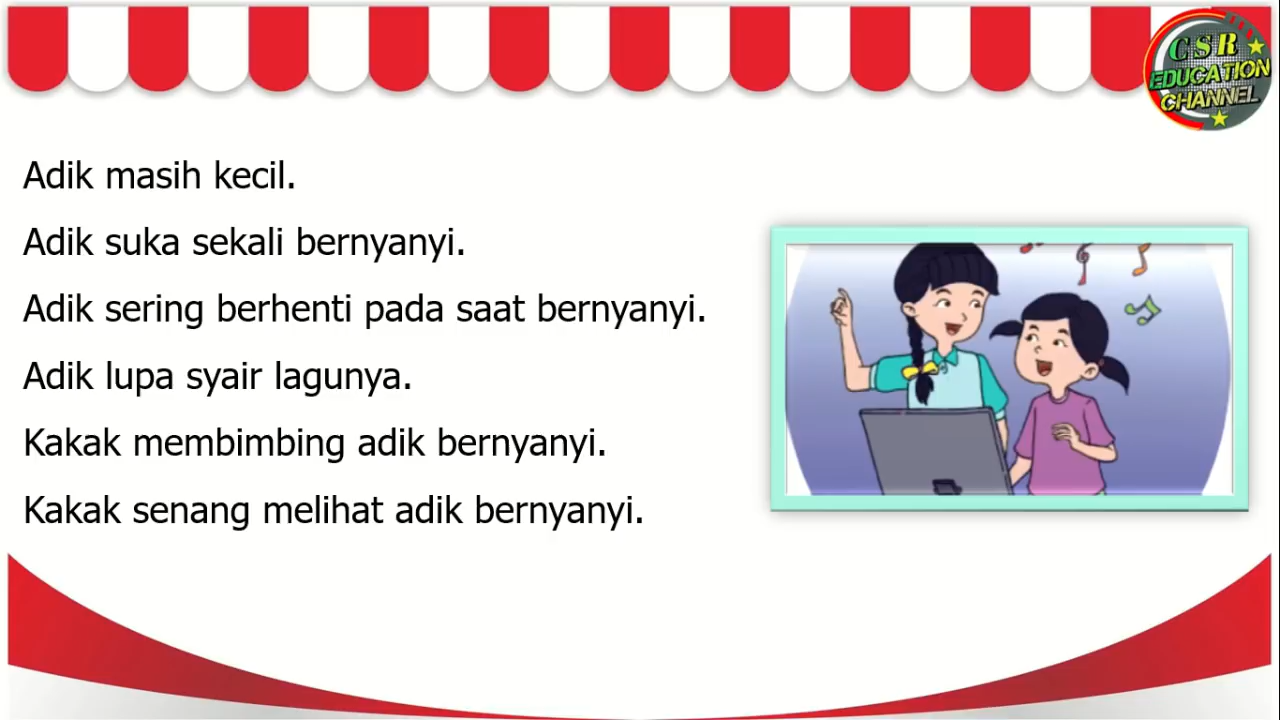 CSR
EDUCATION
CHANNEL
Adik masih kecil.
Adik suka sekali bernyanyi.
Adik sering berhenti pada saat bernyanyi.
Adik lupa syair lagunya.
Kakak membimbing adik bernyanyi.
Kakak senang melihat adik bernyanyi.